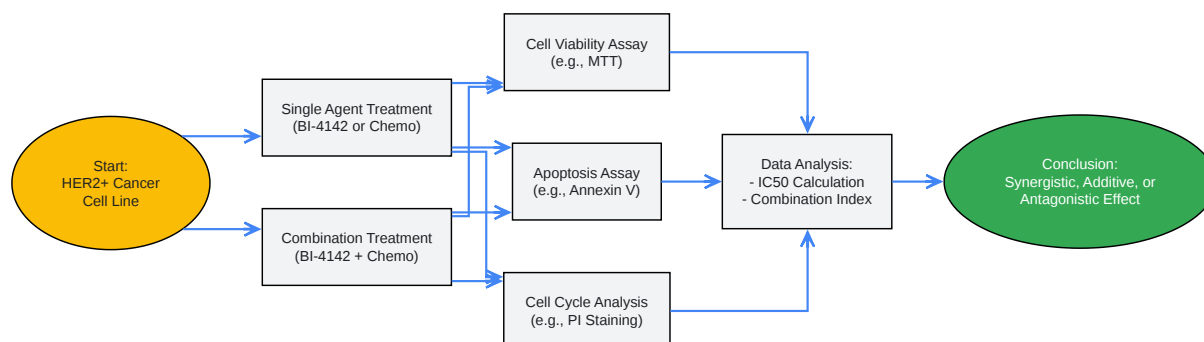 Start:
HER2+ Cancer
Cell Line
Single Agent Treatment
(BI-4142 or Chemo)
Combination Treatment
(BI-4142 + Chemo)
Cell Viability Assay
(e.g., MTT)
Apoptosis Assay
(e.g., Annexin V)
Cell Cycle Analysis
(e.g., PI Staining)
Data Analysis:
- IC50 Calculation
- Combination Index
Conclusion:
Synergistic, Additive, or
Antagonistic Effect